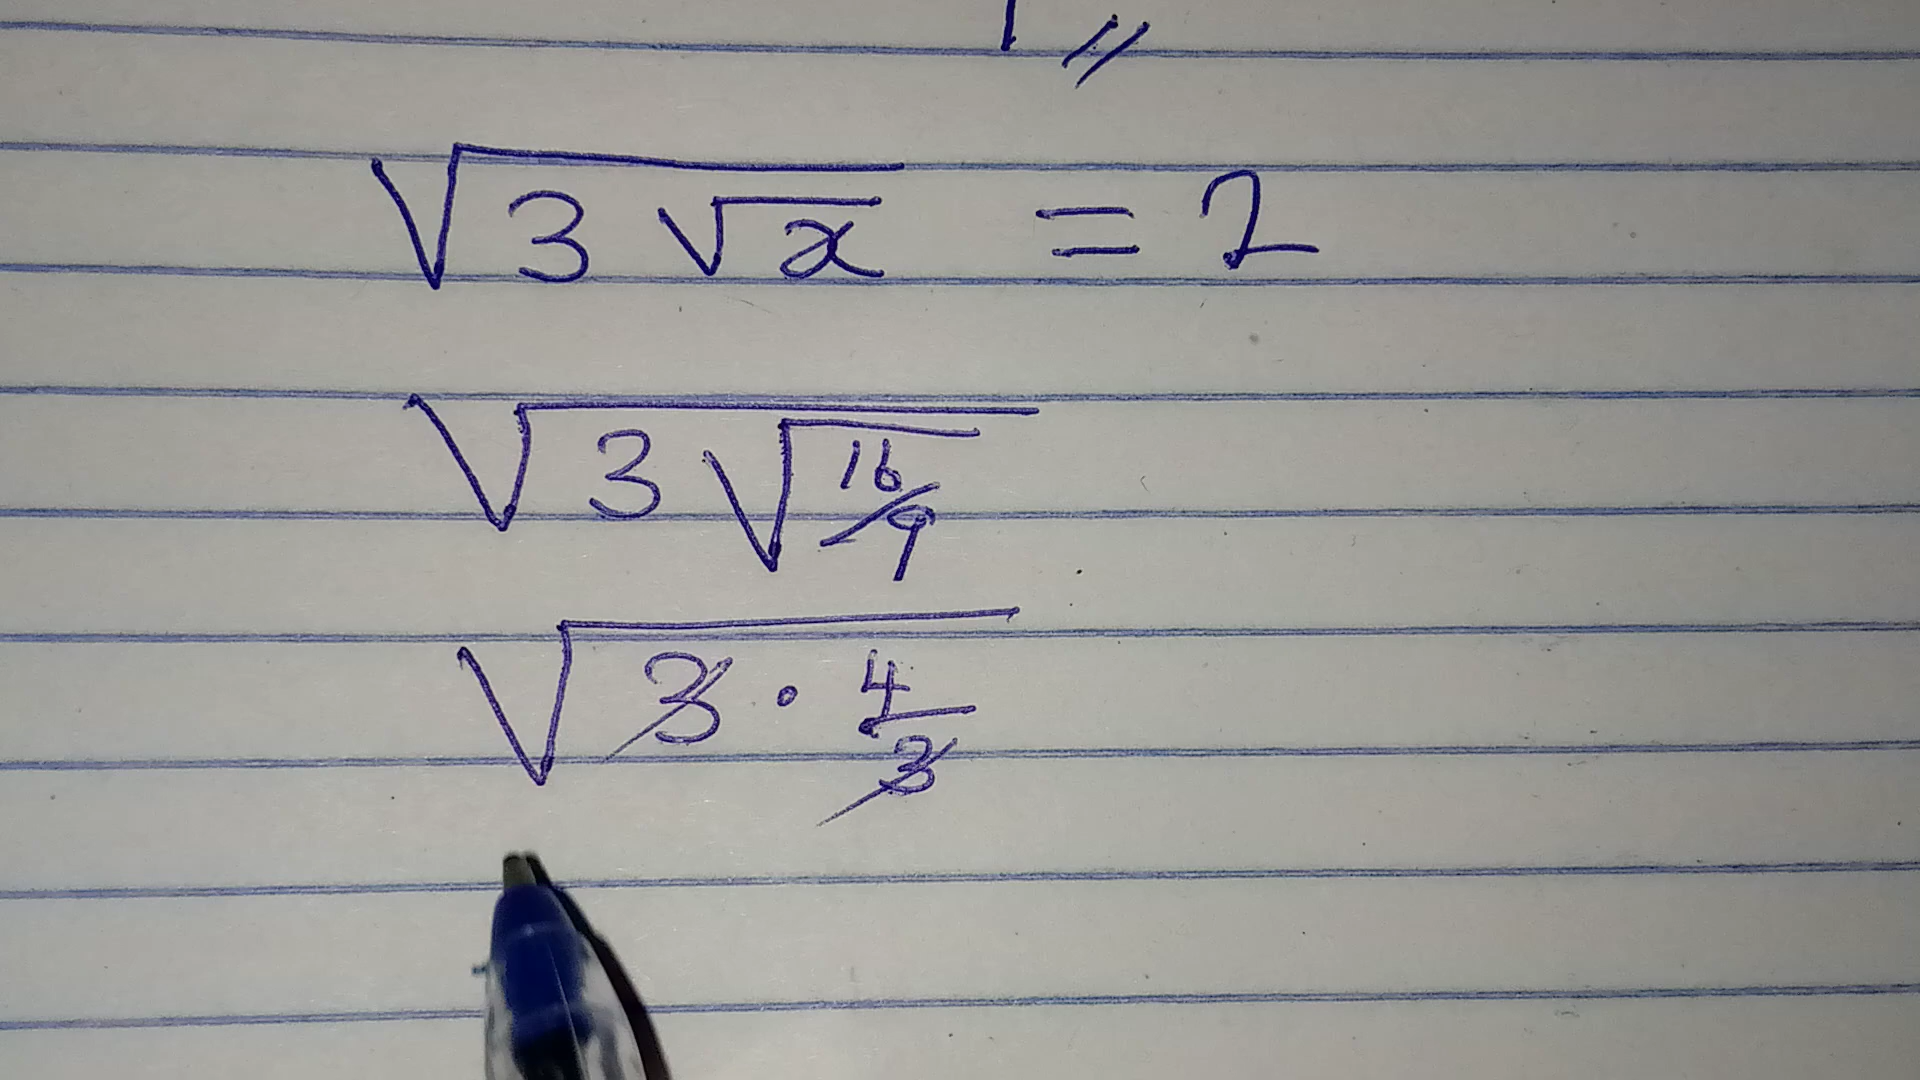 √(3√x) = 2
√(3√(16/9))
√(3 · 4/3)